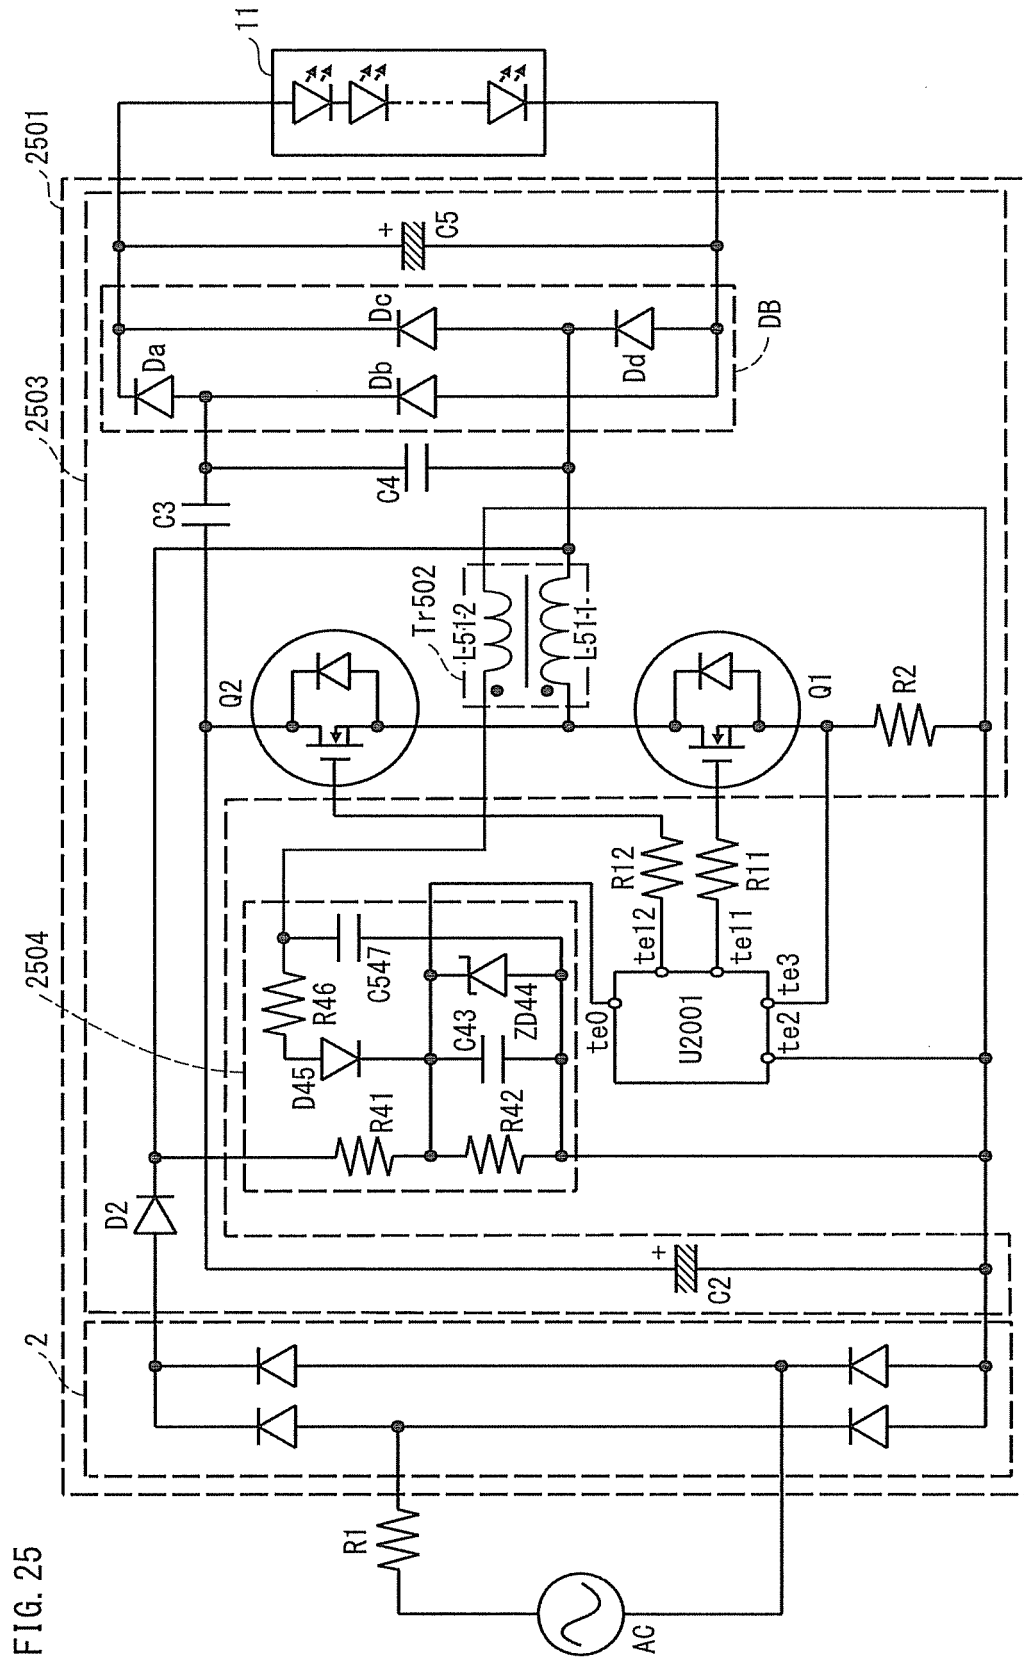 FIG. 25
2501
2503
2504
2
11
AC
R1
D2
C2
D45
R46
C547
R41
R42
C43
ZD44
te0
U2001
te2
te3
te11
te12
R12
R11
Q2
Q1
R2
Tr502
L51-2
L51-1
C3
C4
Da
Db
Dc
Dd
DB
+
C5
+